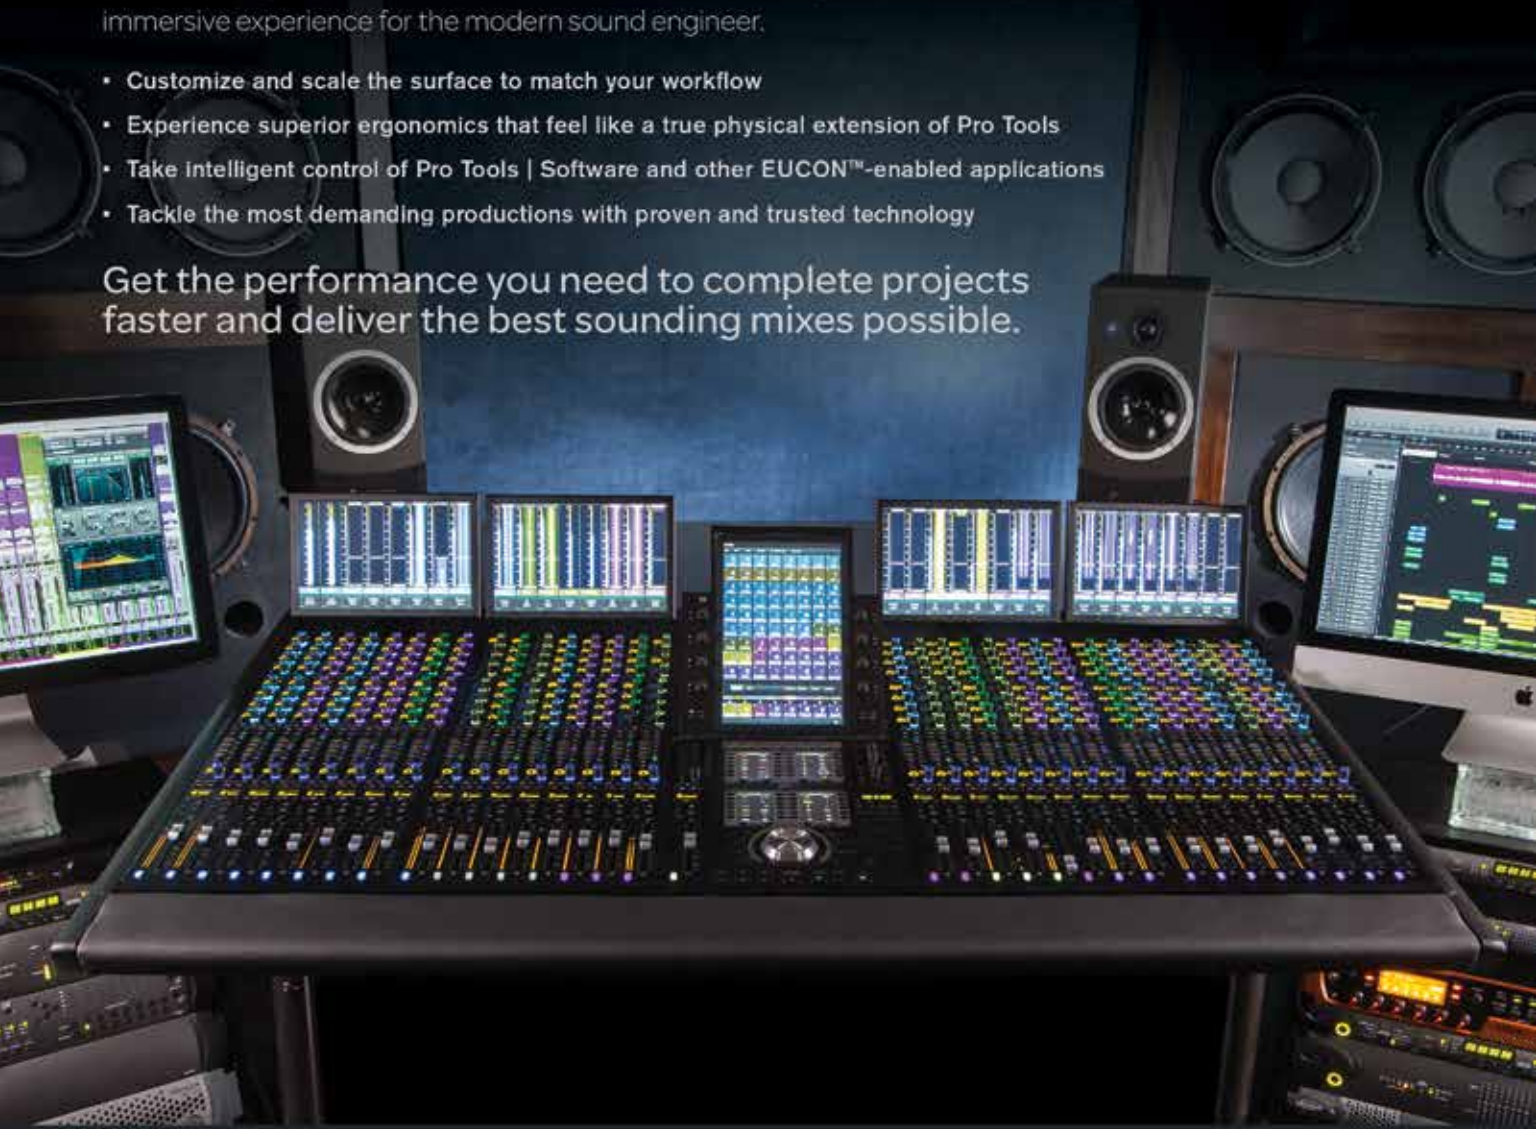 immersive experience for the modern sound engineer.
• Customize and scale the surface to match your workflow
• Experience superior ergonomics that feel like a true physical extension of Pro Tools
• Take intelligent control of Pro Tools | Software and other EUCON™-enabled applications
• Tackle the most demanding productions with proven and trusted technology
Get the performance you need to complete projects
faster and deliver the best sounding mixes possible.